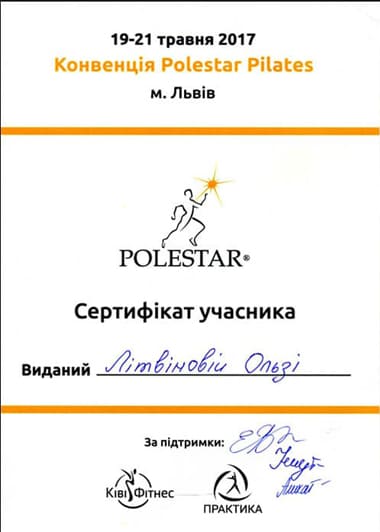 19-21 травня 2017
Конвенція Polestar Pilates
м. Львів
POLESTAR®
Сертифікат учасника
Виданий Літвіновій Ользі
За підтримки:
Ківі Фітнес
ПРАКТИКА